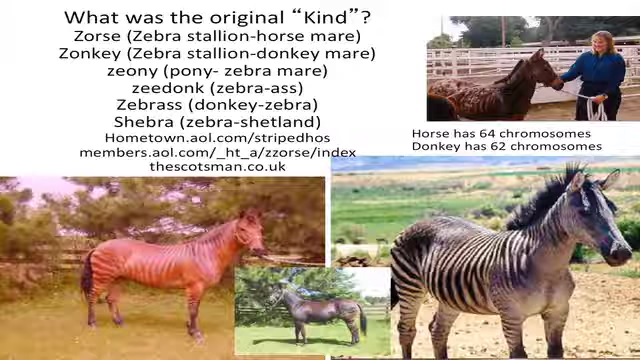 What was the original “Kind”?
Zorse (Zebra stallion-horse mare)
Zonkey (Zebra stallion-donkey mare)
zeony (pony- zebra mare)
zeedonk (zebra-ass)
Zebrass (donkey-zebra)
Shebra (zebra-shetland)
Hometown.aol.com/stripedhos
members.aol.com/_ht_a/zzorse/index
thescotsman.co.uk
Horse has 64 chromosomes
Donkey has 62 chromosomes